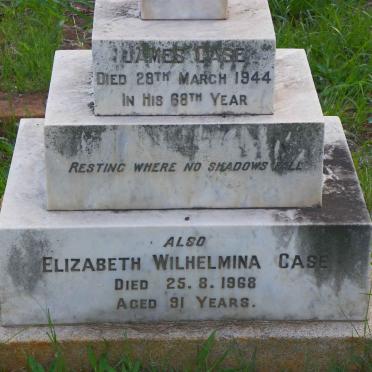 JAMES CASE
DIED 28TH MARCH 1944
IN HIS 68TH YEAR
RESTING WHERE NO SHADOWS FALL
ALSO
ELIZABETH WILHELMINA CASE
DIED 25.8.1968
AGED 91 YEARS.